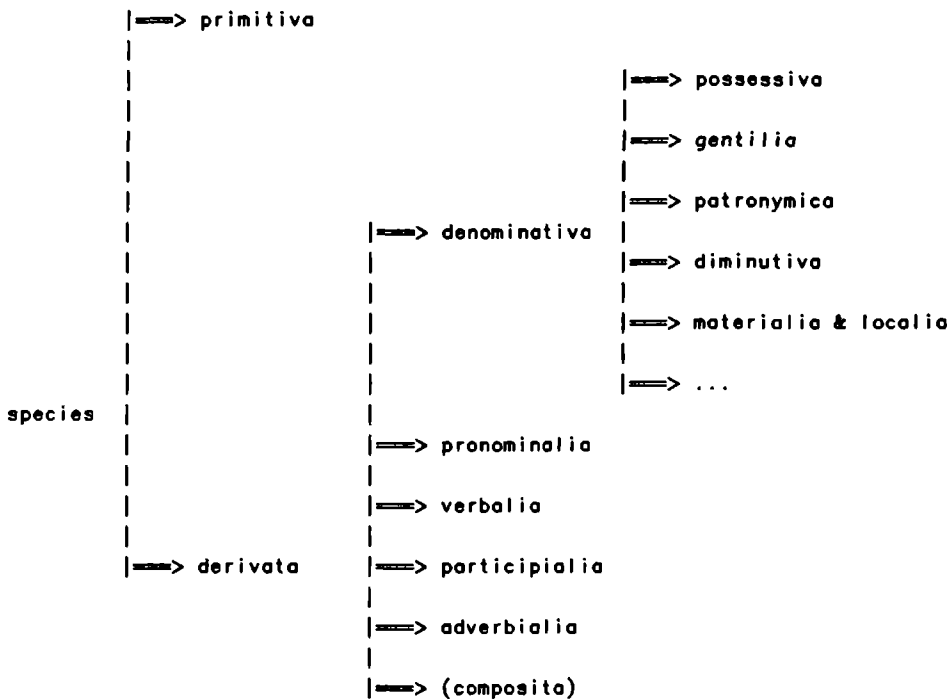 |===> primitiva
|===> possessiva
|===> gentilia
|===> patronymica
|===> denominativa
|===> diminutiva
|===> materialia & localia
|===> ...
species
|===> pronominalia
|===> verbalia
|===> derivata
|===> participialia
|===> adverbialia
|===> (composita)